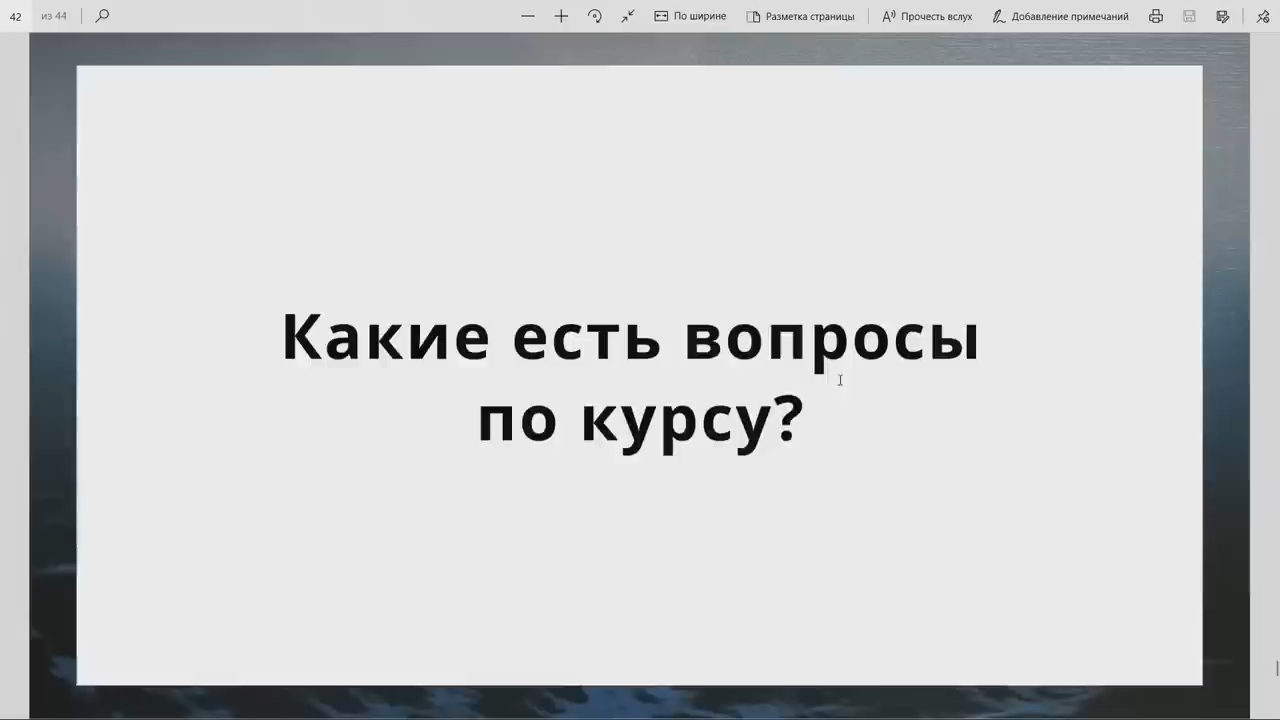 42 из 44 По ширине Разметка страницы Прочесть вслух Добавление примечаний
Какие есть вопросы
по курсу?